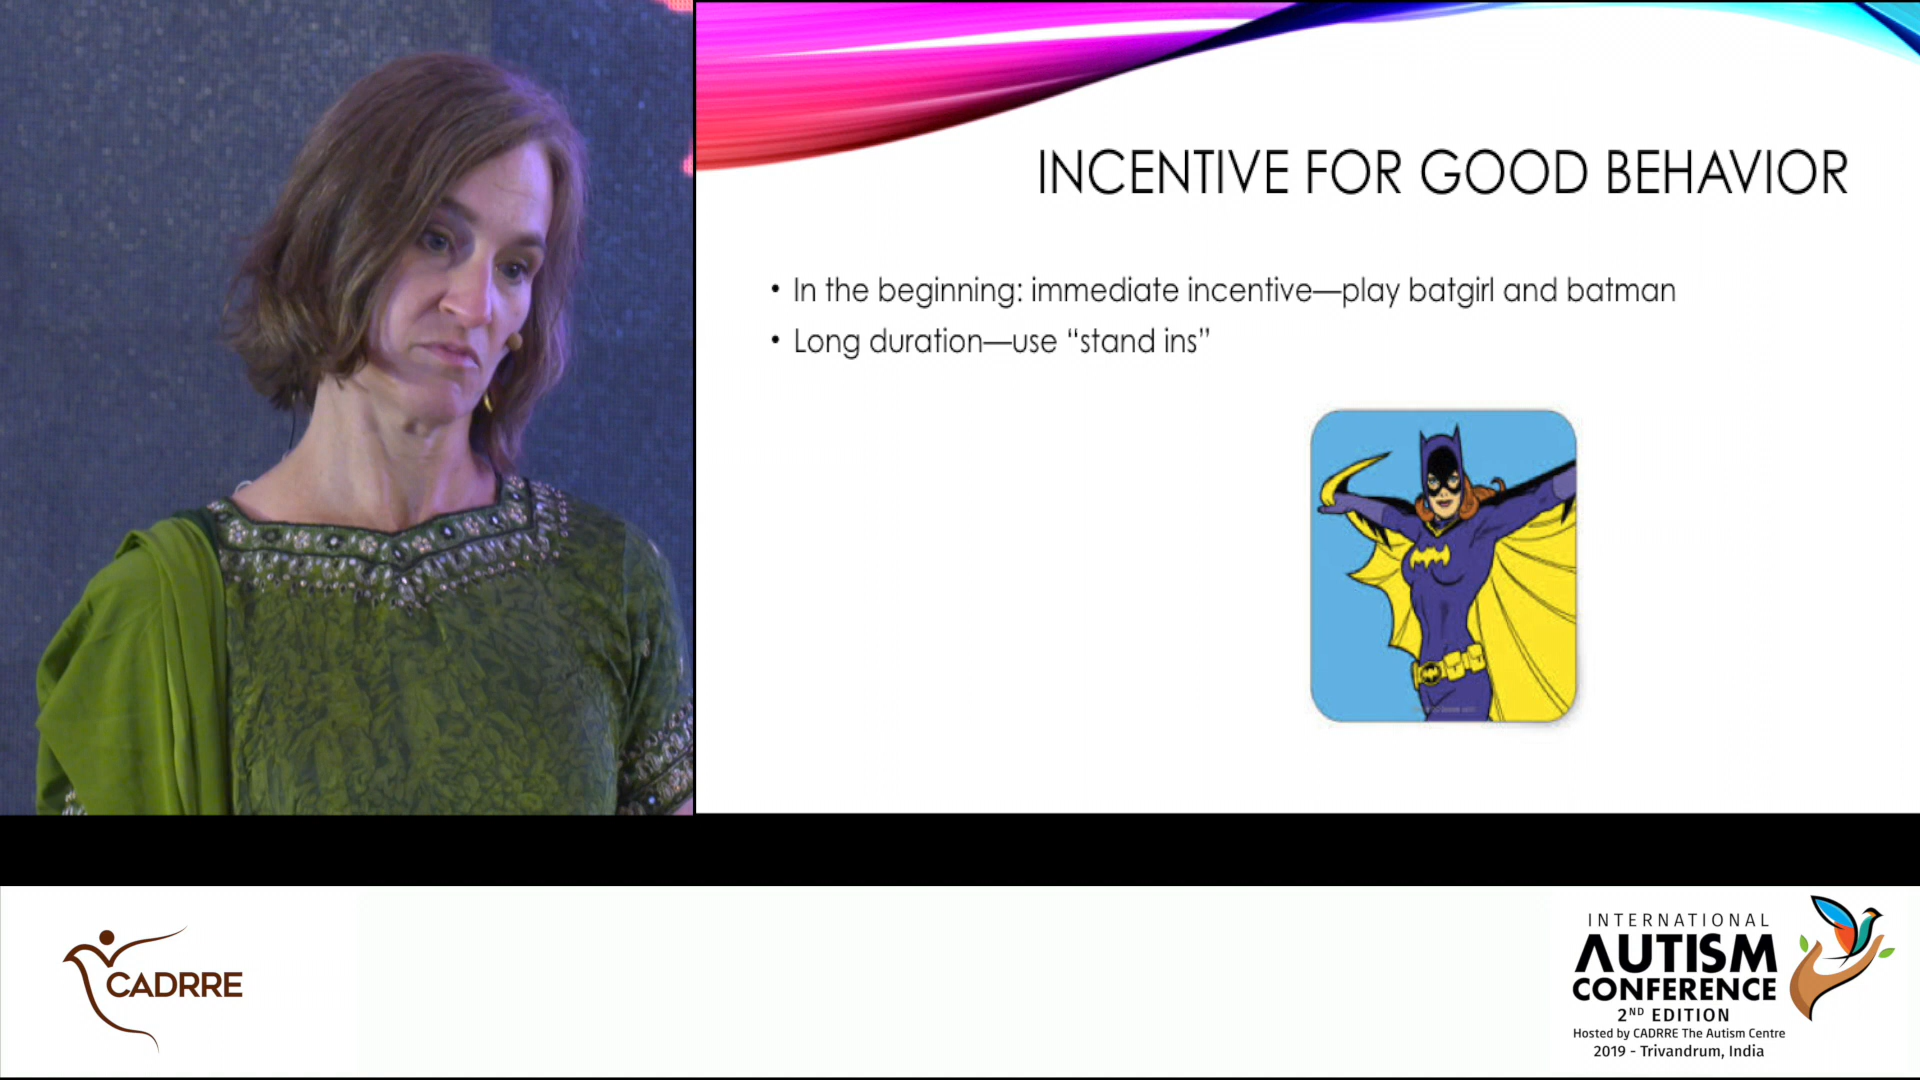 INCENTIVE FOR GOOD BEHAVIOR
• In the beginning: immediate incentive—play batgirl and batman
• Long duration—use “stand ins”
CADRRE
INTERNATIONAL
AUTISM
CONFERENCE
2ND EDITION
Hosted by CADRRE The Autism Centre
2019 - Trivandrum, India